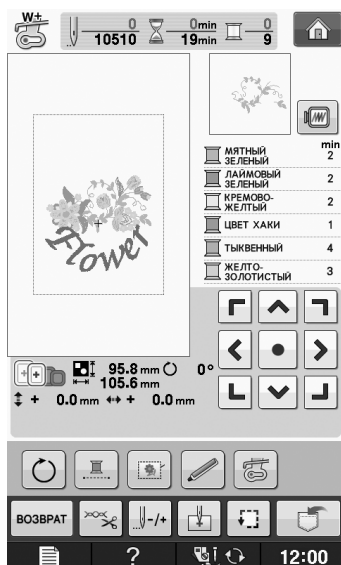 W+
0 0min 0
10510 19min 9
min
МЯТНЫЙ
ЗЕЛЕНЫЙ 2
ЛАЙМОВЫЙ
ЗЕЛЕНЫЙ 2
КРЕМОВО-
ЖЕЛТЫЙ 2
ЦВЕТ ХАКИ 1
ТЫКВЕННЫЙ 4
ЖЕЛТО-
ЗОЛОТИСТЫЙ 3
Flower
95.8 mm 0°
105.6 mm
+ 0.0 mm + 0.0 mm
ВОЗВРАТ -/+
? 12:00